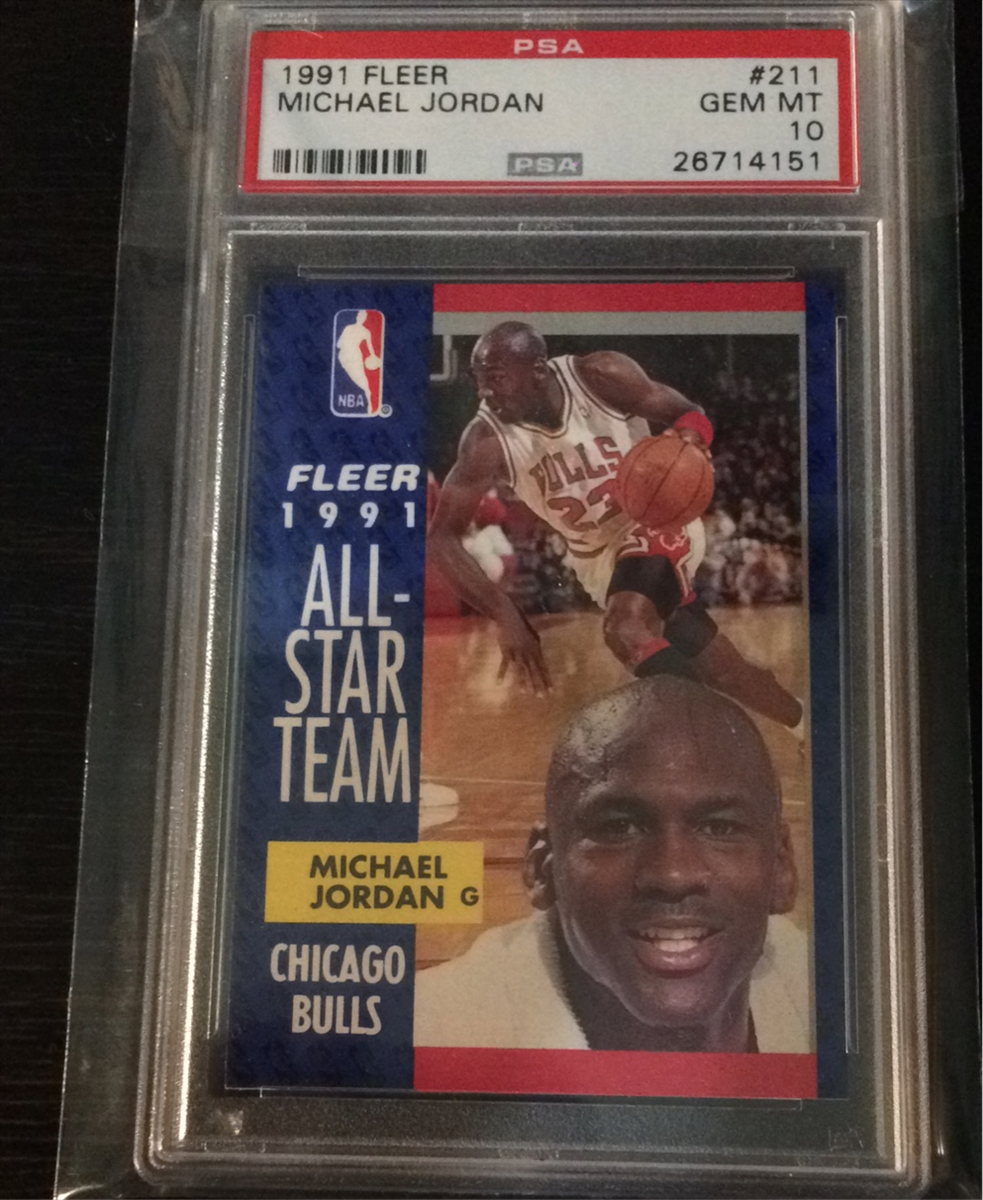 PSA
1991 FLEER #211
MICHAEL JORDAN GEM MT
10
PSA 26714151
NBA
FLEER
1991
ALL-
STAR
TEAM
BULLS
23
MICHAEL
JORDAN G
CHICAGO
BULLS